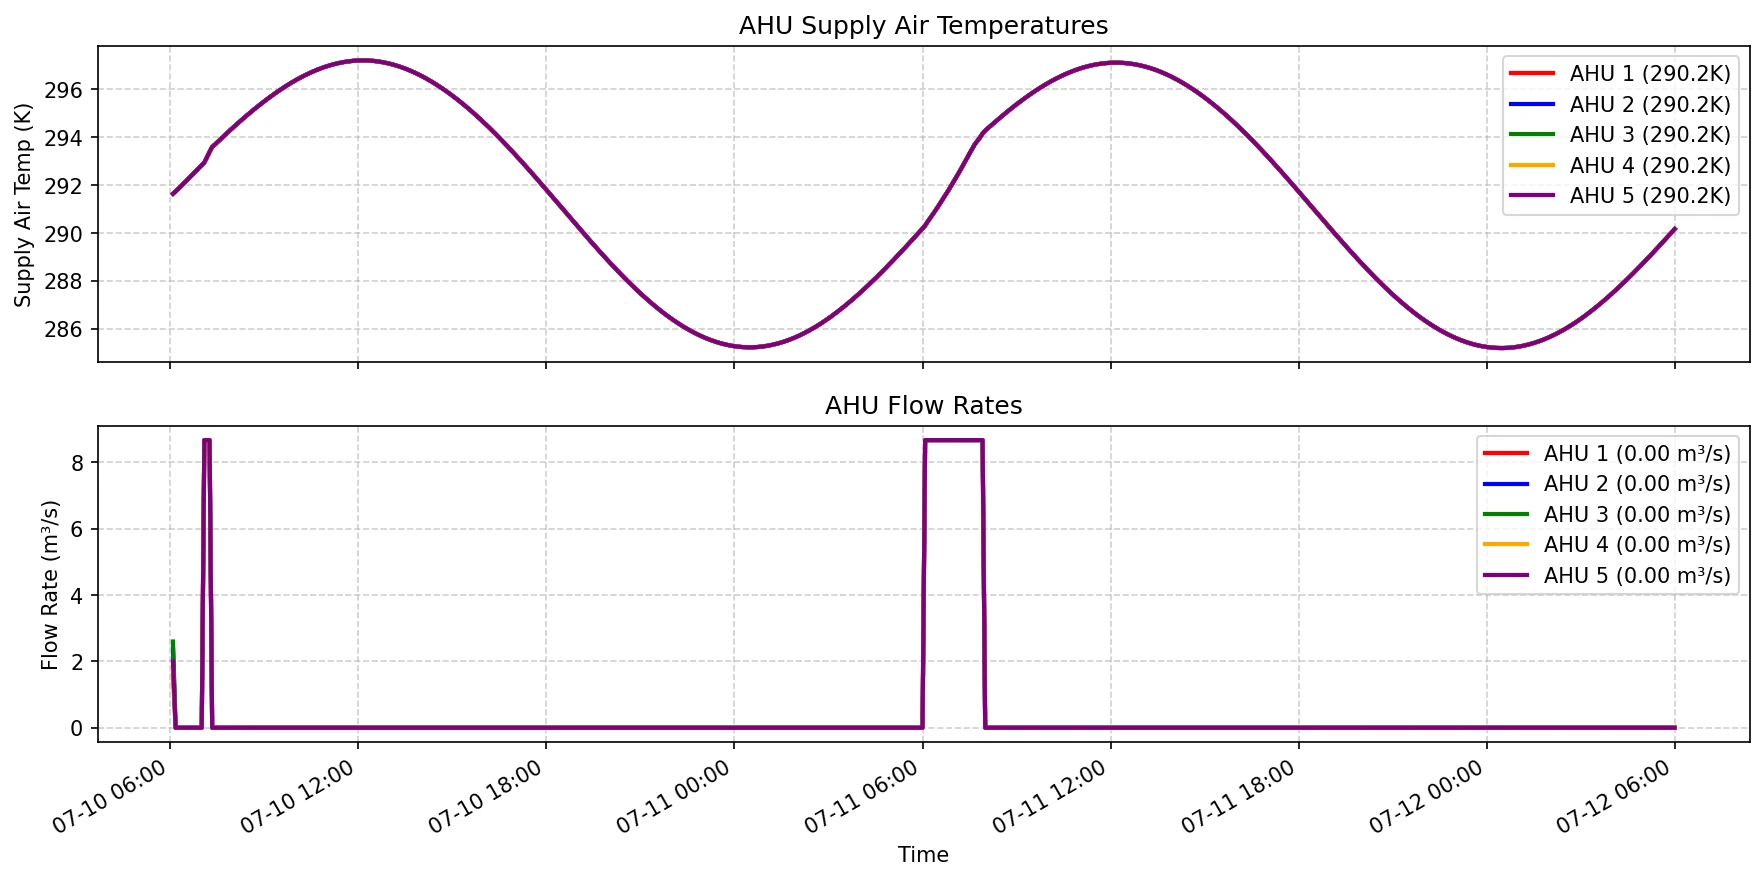 AHU Supply Air Temperatures
Supply Air Temp (K)
296
294
292
290
288
286
AHU 1 (290.2K)
AHU 2 (290.2K)
AHU 3 (290.2K)
AHU 4 (290.2K)
AHU 5 (290.2K)
AHU Flow Rates
Flow Rate (m³/s)
8
6
4
2
0
AHU 1 (0.00 m³/s)
AHU 2 (0.00 m³/s)
AHU 3 (0.00 m³/s)
AHU 4 (0.00 m³/s)
AHU 5 (0.00 m³/s)
07-10 06:00
07-10 12:00
07-10 18:00
07-11 00:00
07-11 06:00
07-11 12:00
07-11 18:00
07-12 00:00
07-12 06:00
Time